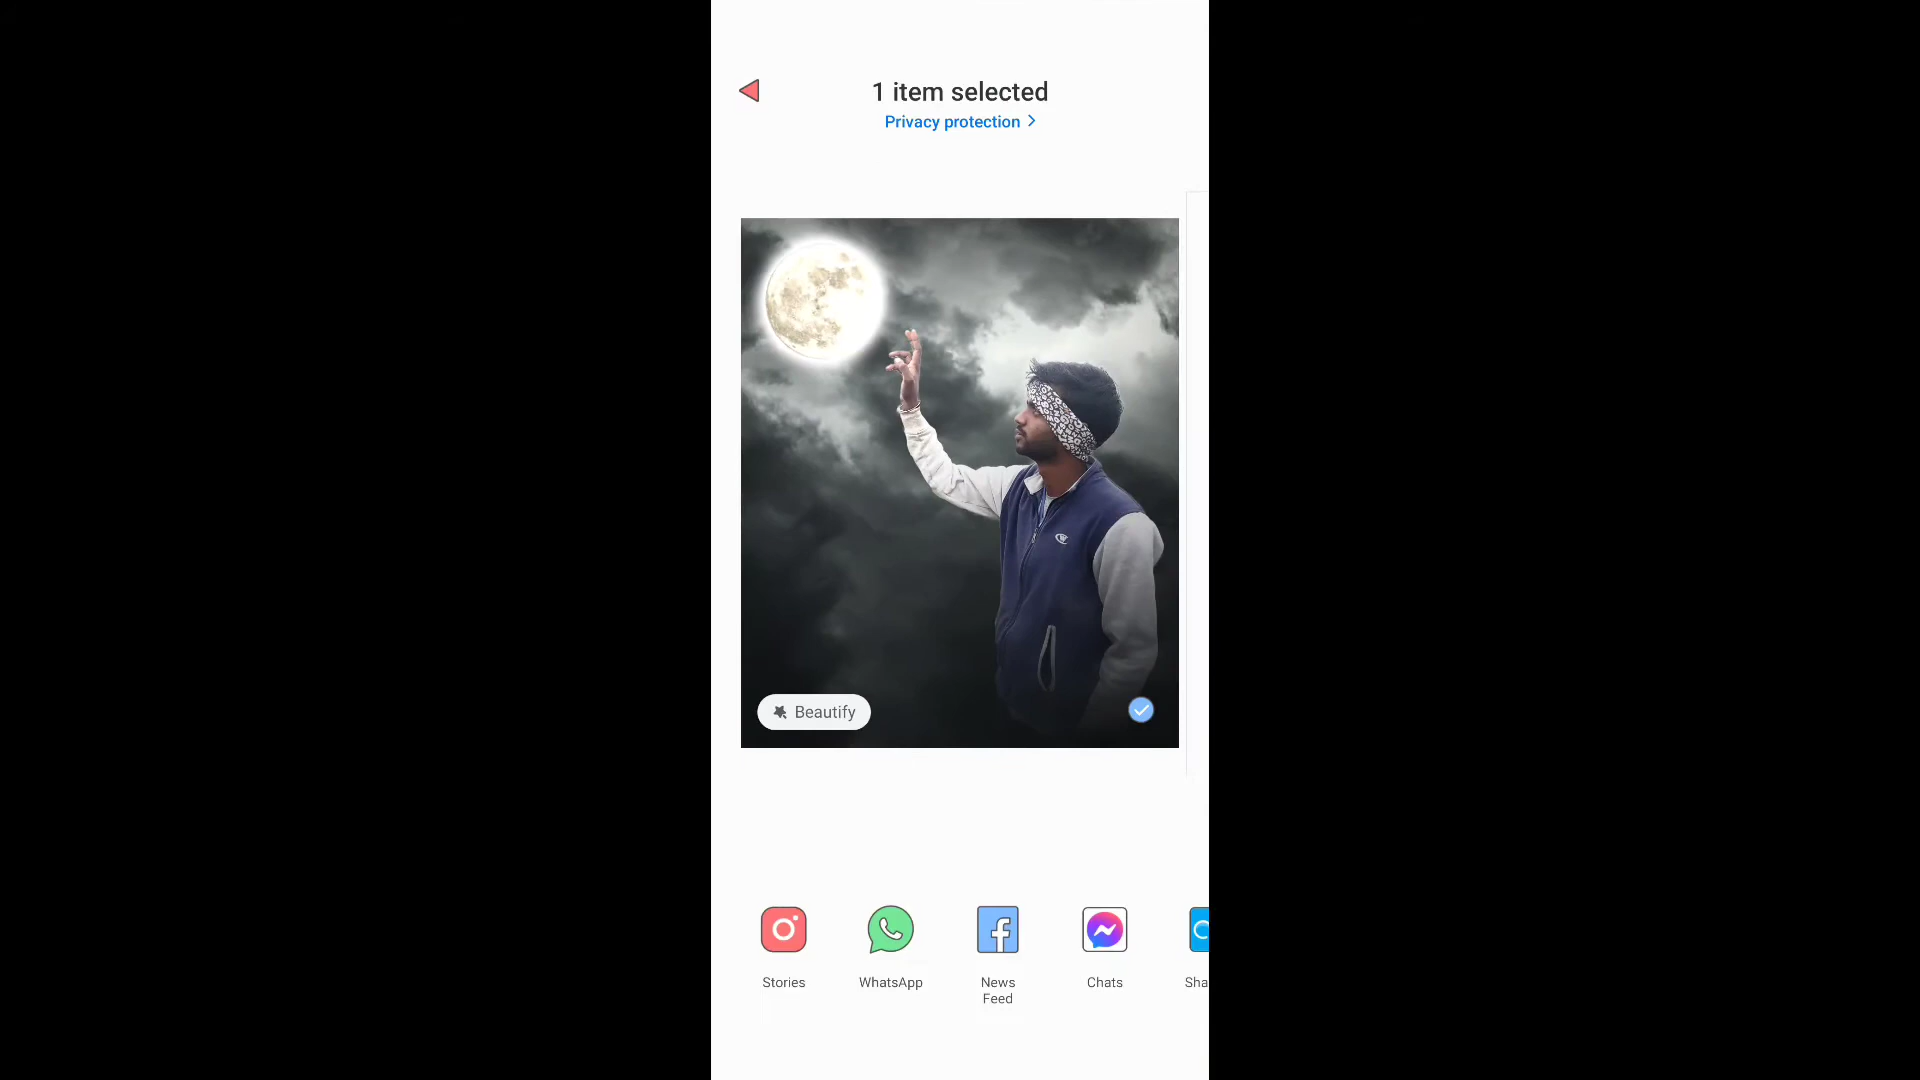 1 item selected
Privacy protection
Beautify
Stories
WhatsApp
News
Feed
Chats
Sha